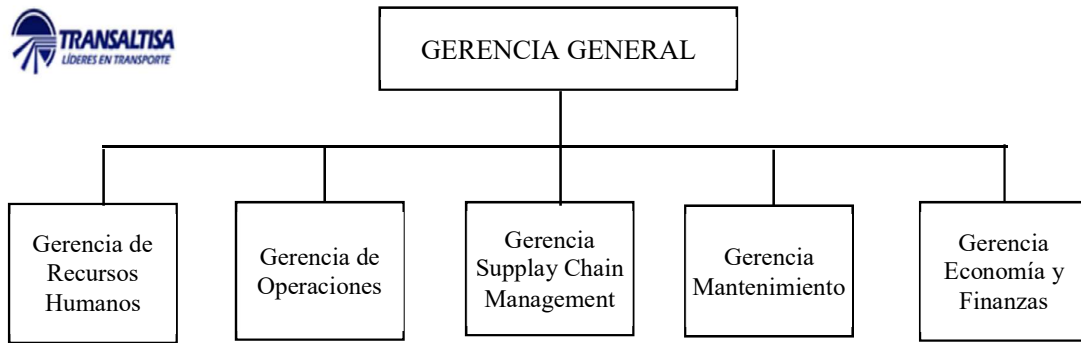 TRANSALTISA
LÍDERES EN TRANSPORTE
GERENCIA GENERAL
Gerencia de
Recursos
Humanos
Gerencia de
Operaciones
Gerencia
Supplay Chain
Management
Gerencia
Mantenimiento
Gerencia
Economía y
Finanzas